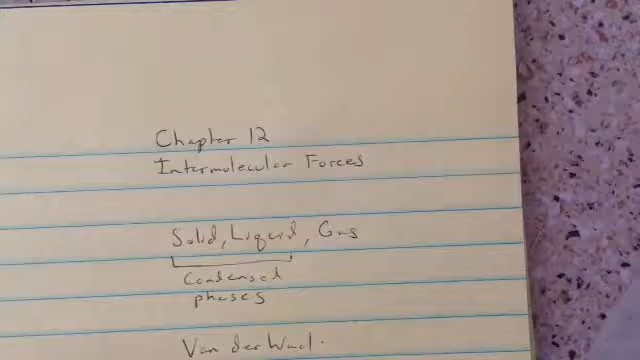 Chapter 12
Intermolecular Forces
Solid, Liquid, Gas
Condensed
phases
Van der Waal.